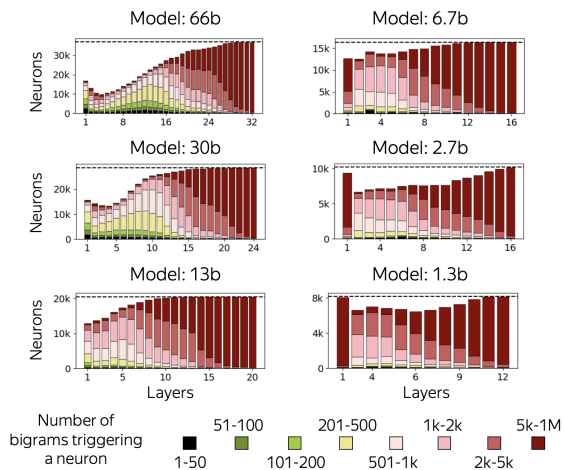 Model: 66b
Neurons
30k
20k
10k
0
1
8
16
24
32
Model: 6.7b
15k
10k
5k
0
1
4
8
12
16
Model: 30b
Neurons
20k
10k
0
1
5
10
15
20
24
Model: 2.7b
10k
5k
0
1
4
8
12
16
Model: 13b
Neurons
20k
10k
0
1
5
10
15
20
Layers
Model: 1.3b
8k
4k
0
1
3
6
9
12
Layers
Number of
bigrams triggering
a neuron
1-50
51-100
101-200
201-500
501-1k
1k-2k
2k-5k
5k-1M